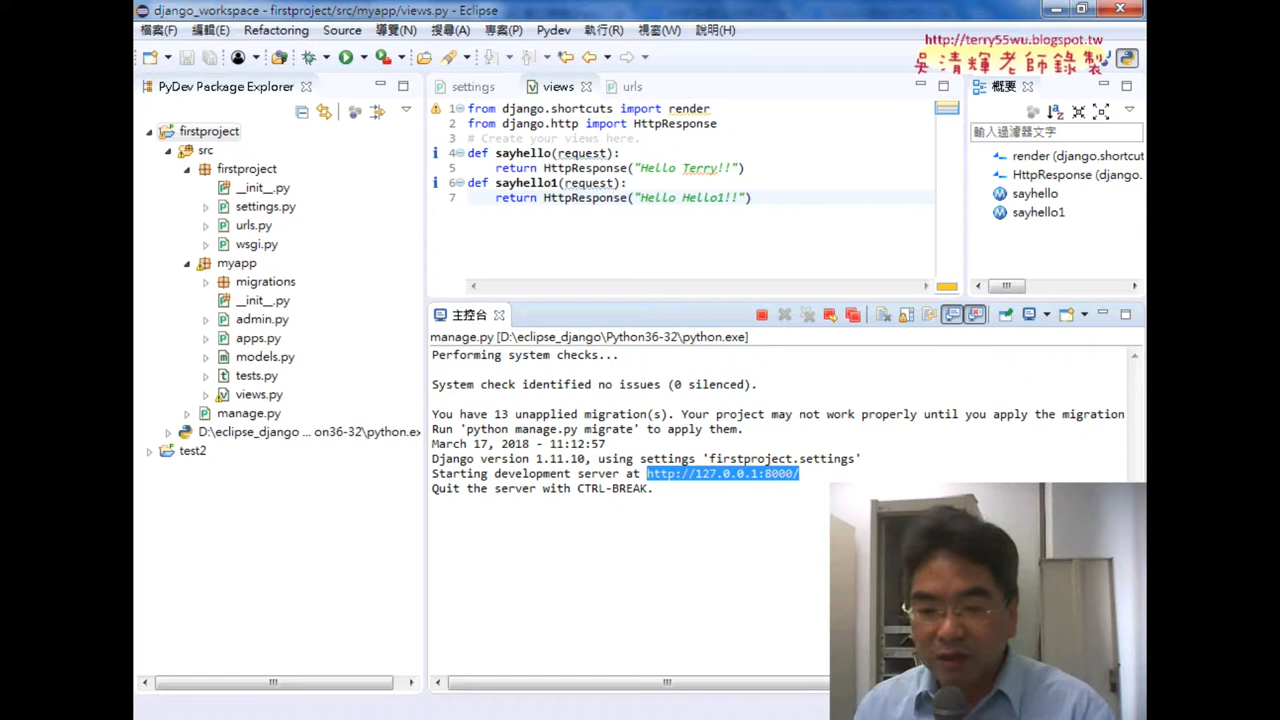 django_workspace - firstproject/src/myapp/views.py - Eclipse
檔案(F) 編輯(E) Refactoring Source 導覽(N) 搜尋(A) 專案(P) Pydev 執行(R) 視窗(W) 說明(H)
http://terry55wu.blogspot.tw
吳清輝老師錄製
PyDev Package Explorer
firstproject
src
firstproject
__init__.py
settings.py
urls.py
wsgi.py
myapp
migrations
__init__.py
admin.py
apps.py
models.py
tests.py
views.py
manage.py
D:\eclipse_django ... on36-32\python.exe
test2
settings views urls
1 from django.shortcuts import render
2 from django.http import HttpResponse
3 # Create your views here.
4 def sayhello(request):
5 return HttpResponse("Hello Terry!!")
6 def sayhello1(request):
7 return HttpResponse("Hello Hello1!!")
概要
輸入過濾器文字
render (django.shortcut
HttpResponse (django.
sayhello
sayhello1
主控台
manage.py [D:\eclipse_django\Python36-32\python.exe]
Performing system checks...
System check identified no issues (0 silenced).
You have 13 unapplied migration(s). Your project may not work properly until you apply the migration
Run 'python manage.py migrate' to apply them.
March 17, 2018 - 11:12:57
Django version 1.11.10, using settings 'firstproject.settings'
Starting development server at http://127.0.0.1:8000/
Quit the server with CTRL-BREAK.